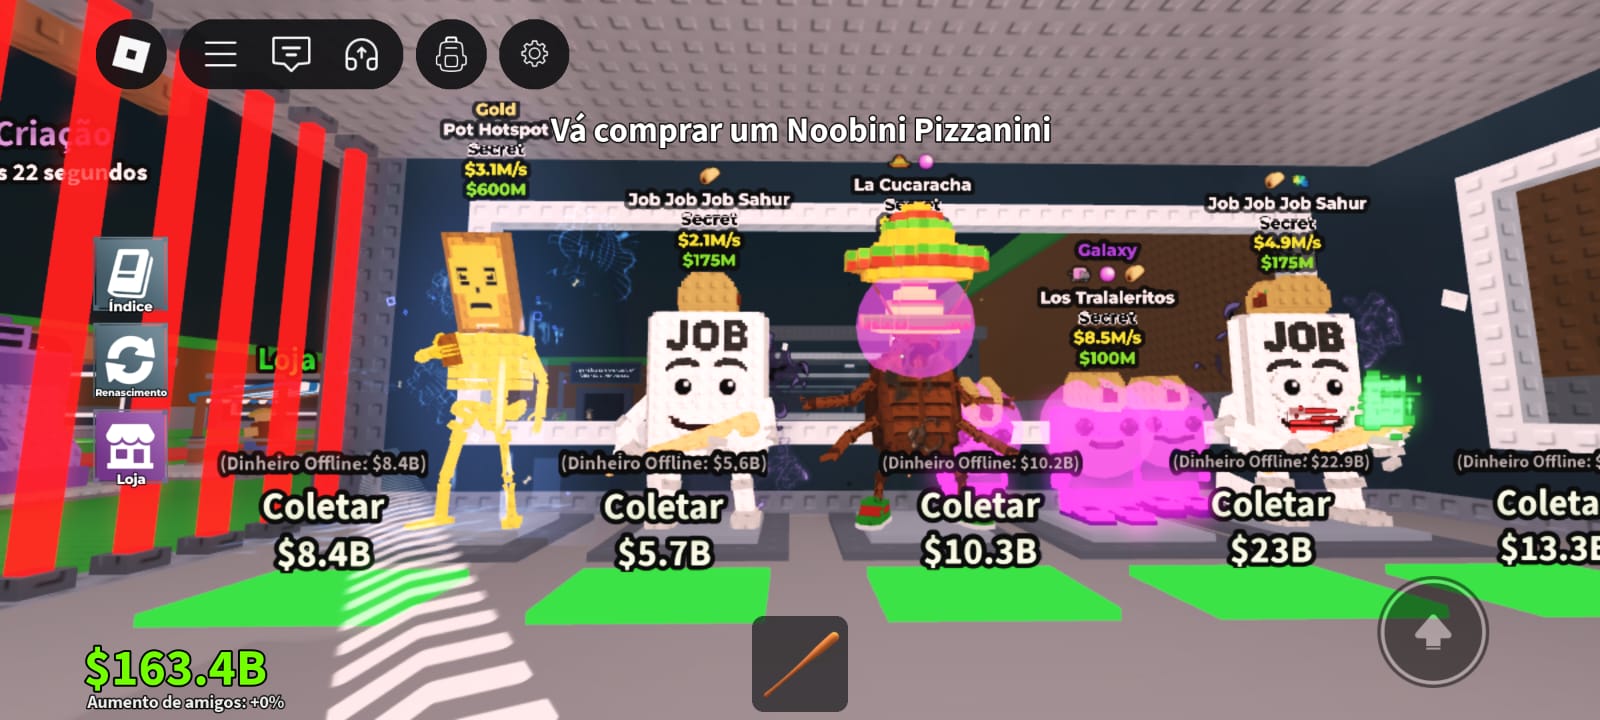 Criação
s 22 segundos
Gold
Pot Hotspot
Secret
$3.1M/s
$600M
Vá comprar um Noobini Pizzanini
Job Job Job Sahur
Secret
$2.1M/s
$175M
La Cucaracha
Secret
Galaxy
Los Tralaleritos
Secret
$8.5M/s
$100M
Job Job Job Sahur
Secret
$4.9M/s
$175M
JOB
JOB
Índice
Renascimento
Loja
Loja
(Dinheiro Offline: $8.4B)
Coletar
$8.4B
(Dinheiro Offline: $5.6B)
Coletar
$5.7B
(Dinheiro Offline: $10.2B)
Coletar
$10.3B
(Dinheiro Offline: $22.9B)
Coletar
$23B
(Dinheiro Offline: $
Coleta
$13.3B
$163.4B
Aumento de amigos: +0%